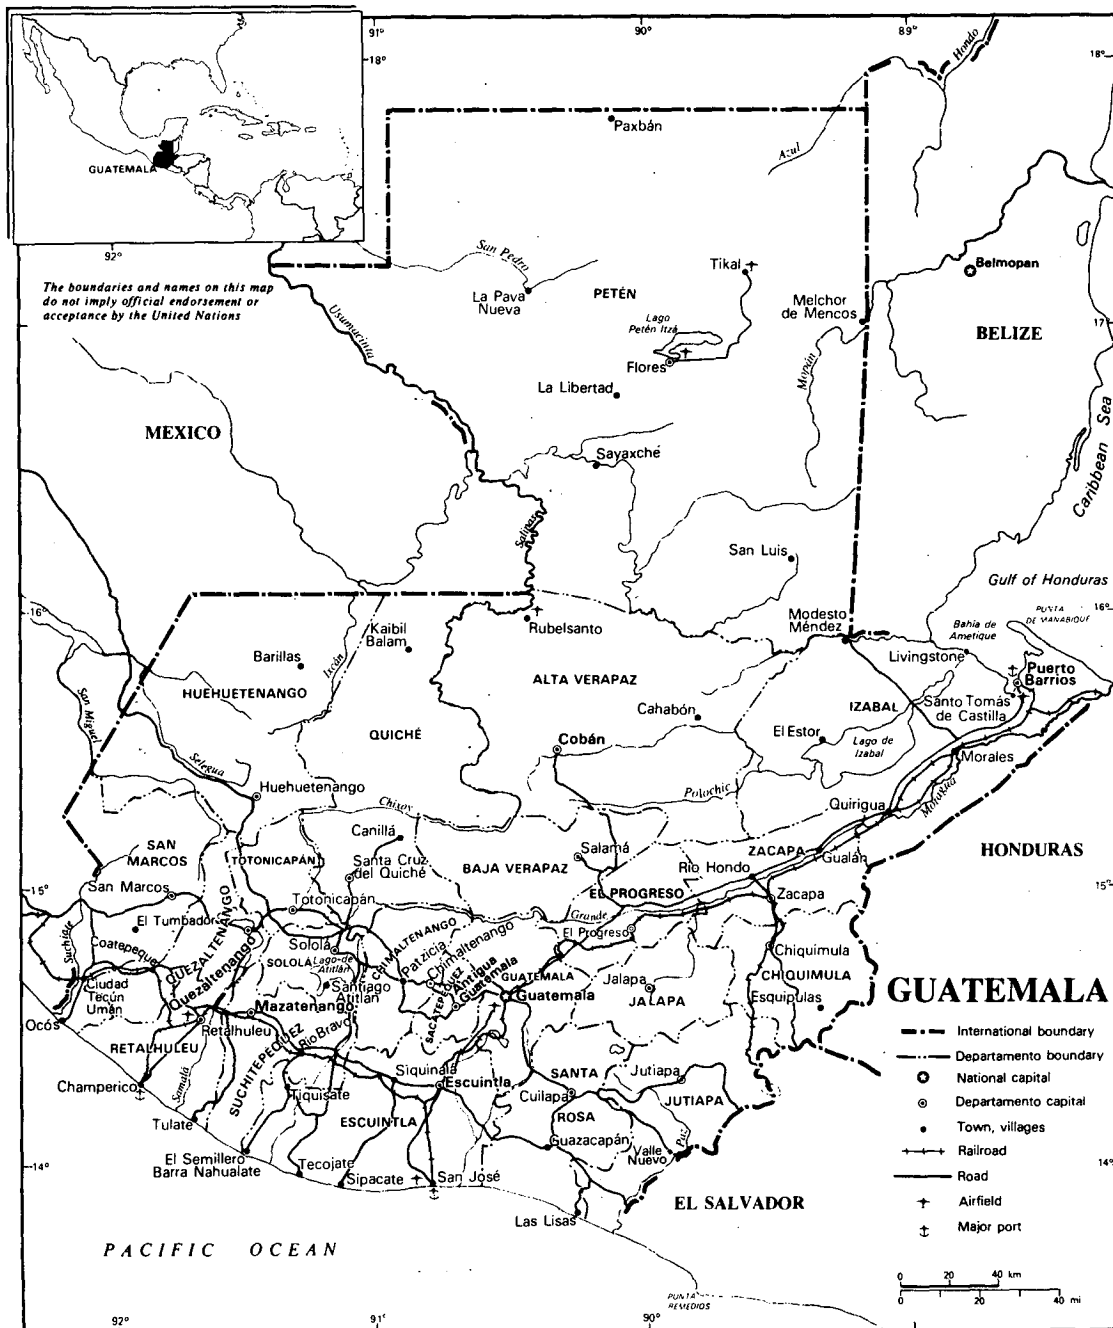 91°
90°
89°
18°
Hondo
Paxbán
Azul
GUATEMALA
92°
San Pedro
Tikal
Belmopan
The boundaries and names on this map
do not imply official endorsement or
acceptance by the United Nations
La Pava
Nueva
PETÉN
Melchor
de Mencos
17°
Usumacinta
Lago
Petén Itzá
BELIZE
Flores
Mopán
La Libertad
MEXICO
Caribbean Sea
Sayaxché
Salinas
San Luis
Gulf of Honduras
16°
16°
Rubelsanto
Modesto
Méndez
PUNTA
DE MANABIQUE
Bahía de
Ametique
Kaibil
Balam
Ixcán
Livingstone
Barillas
Puerto
Barrios
HUEHUETENANGO
ALTA VERAPAZ
San Miguel
Santo Tomás
de Castilla
IZABAL
Cahabón
QUICHÉ
El Estor
Lago de
Izabal
Cobán
Selegua
Morales
Huehuetenango
Polochic
Chixoy
Quirigua
Motagua
Canillá
SAN
MARCOS
TOTONICAPÁN
Salamá
ZACAPA
Gualán
HONDURAS
Santa Cruz
del Quiché
BAJA VERAPAZ
Río Hondo
15°
15°
San Marcos
EL PROGRESO
Zacapa
Totonicapán
Grande
El Tumbador
QUEZALTENANGO
El Progreso
Suchiate
Coatepeque
Quezaltenango
Sololá
SOLOLÁ
Lago de
Atitlán
CHIMALTENANGO
Patzicia
Chimaltenango
Chiquimula
CHIQUIMULA
Ciudad
Tecún
Umán
Santiago
Atitlán
SACATEPEQUEZ
Antigua
Guatemala
GUATEMALA
Guatemala
Jalapa
JALAPA
Esquipulas
GUATEMALA
Ocós
Mazatenango
Retalhuleu
RETALHULEU
SUCHITEPEQUEZ
Río Bravo
International boundary
Departamento boundary
Champerico
Samalá
Siquinalá
Escuintla
SANTA
ROSA
Jutiapa
JUTIAPA
National capital
Tiquisate
Cuilapa
Departamento capital
Tulate
ESCUINTLA
Town, villages
Guazacapán
Valle
Nuevo
Paz
Railroad
El Semillero
Barra Nahualate
14°
14°
Tecojate
Road
Sipacate
San José
Airfield
EL SALVADOR
Las Lisas
Major port
PACIFIC OCEAN
0 20 40 km
0 20 40 mi
PUNTA
REMEDIOS
92°
91°
90°